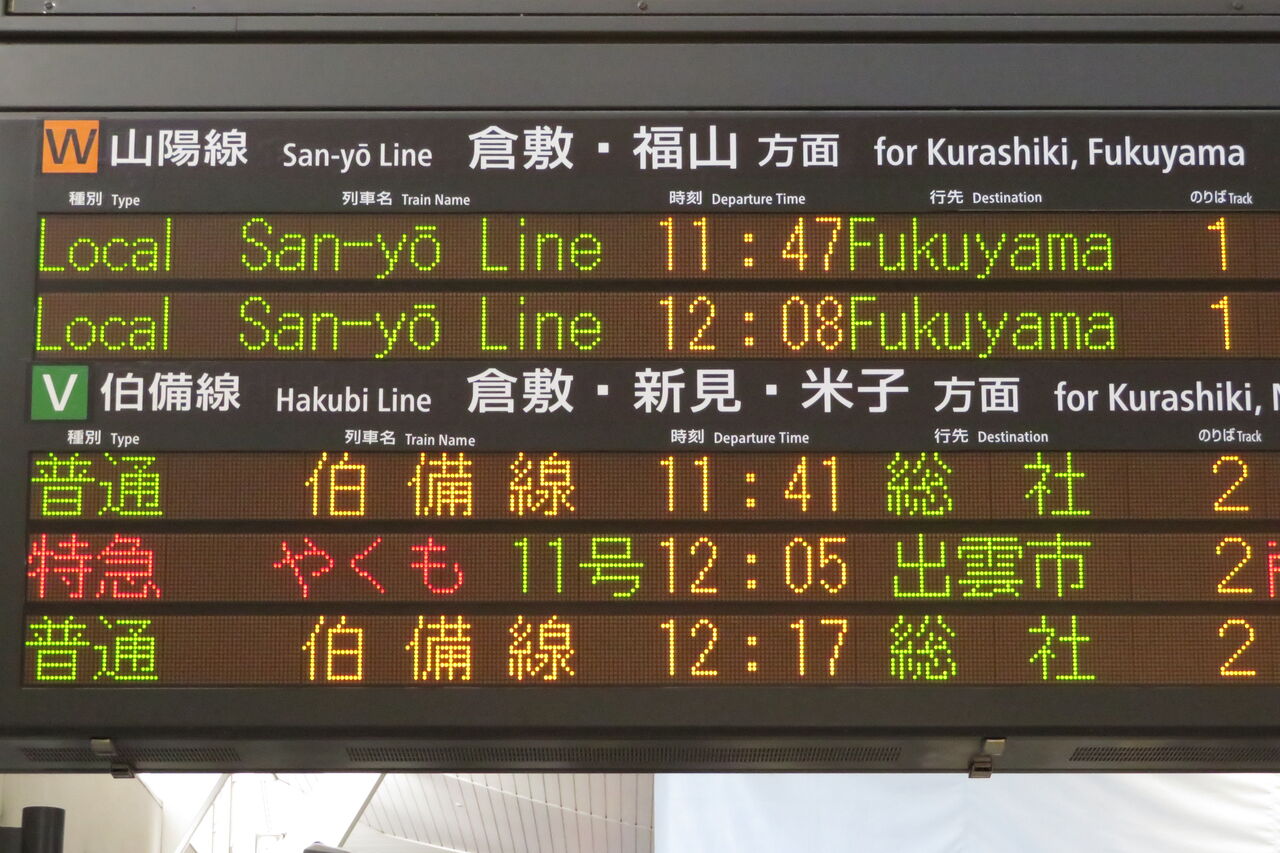 W 山陽線 San-yō Line 倉敷・福山 方面 for Kurashiki, Fukuyama
種別 Type 列車名 Train Name 時刻 Departure Time 行先 Destination のりば Track
Local San-yō Line 11:47 Fukuyama 1
Local San-yō Line 12:08 Fukuyama 1
V 伯備線 Hakubi Line 倉敷・新見・米子 方面 for Kurashiki,
種別 Type 列車名 Train Name 時刻 Departure Time 行先 Destination のりば Track
普通 伯備線 11:41 総社 2
特急 やくも 11号 12:05 出雲市 2
普通 伯備線 12:17 総社 2